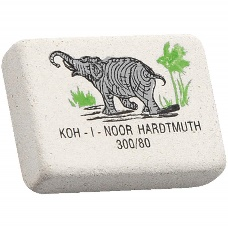 KOH - I - NOOR HARDTMUTH
300/80